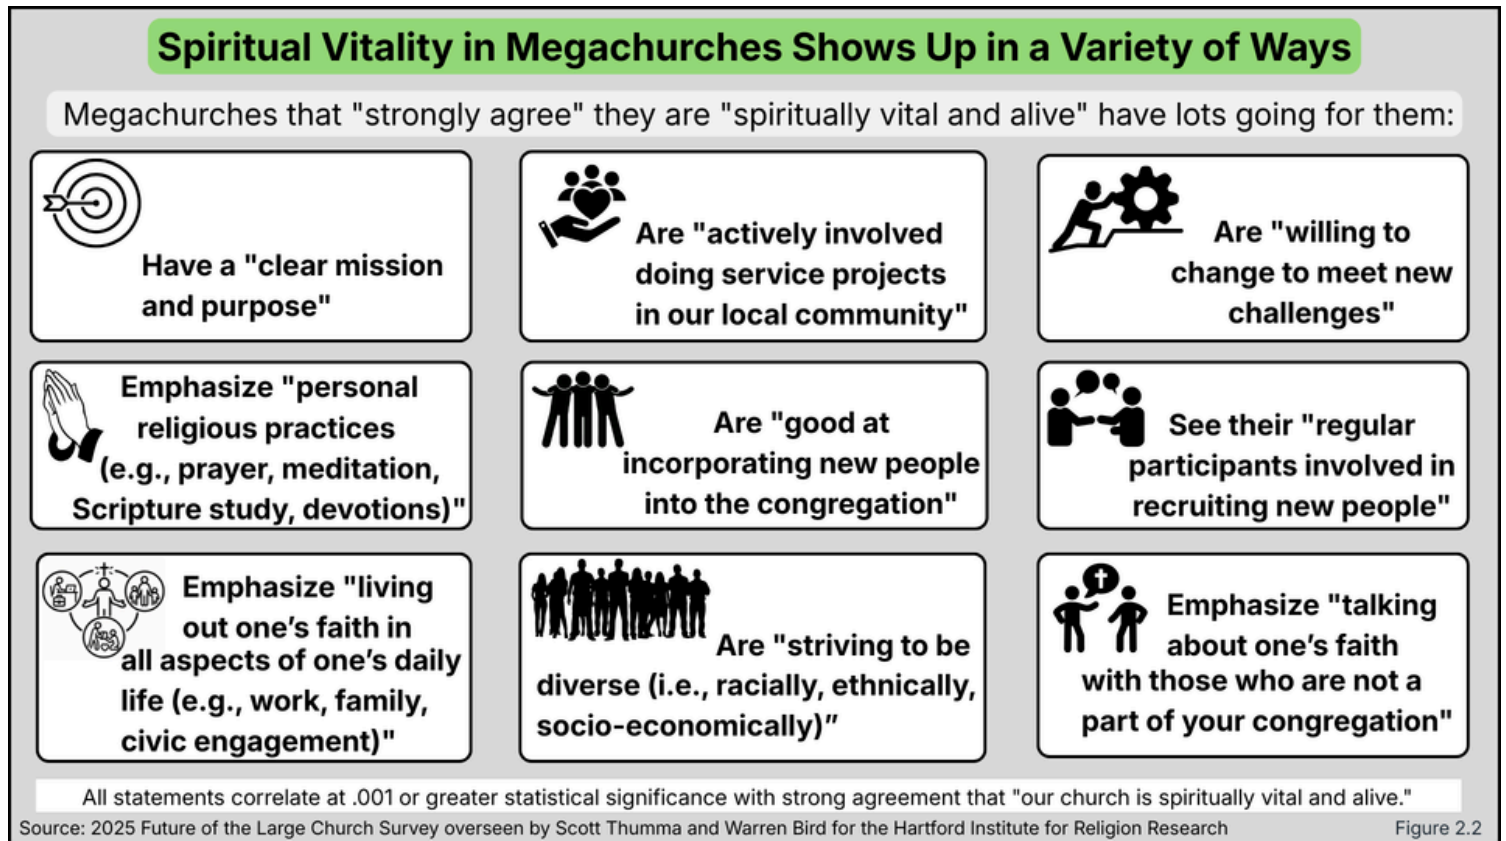 Spiritual Vitality in Megachurches Shows Up in a Variety of Ways
Megachurches that "strongly agree" they are "spiritually vital and alive" have lots going for them:
Have a "clear mission
and purpose"
Are "actively involved
doing service projects
in our local community"
Are "willing to
change to meet new
challenges"
Emphasize "personal
religious practices
(e.g., prayer, meditation,
Scripture study, devotions)"
Are "good at
incorporating new people
into the congregation"
See their "regular
participants involved in
recruiting new people"
Emphasize "living
out one’s faith in
all aspects of one’s daily
life (e.g., work, family,
civic engagement)"
Are "striving to be
diverse (i.e., racially, ethnically,
socio-economically)”
Emphasize "talking
about one’s faith
with those who are not a
part of your congregation"
All statements correlate at .001 or greater statistical significance with strong agreement that "our church is spiritually vital and alive."
Source: 2025 Future of the Large Church Survey overseen by Scott Thumma and Warren Bird for the Hartford Institute for Religion Research
Figure 2.2